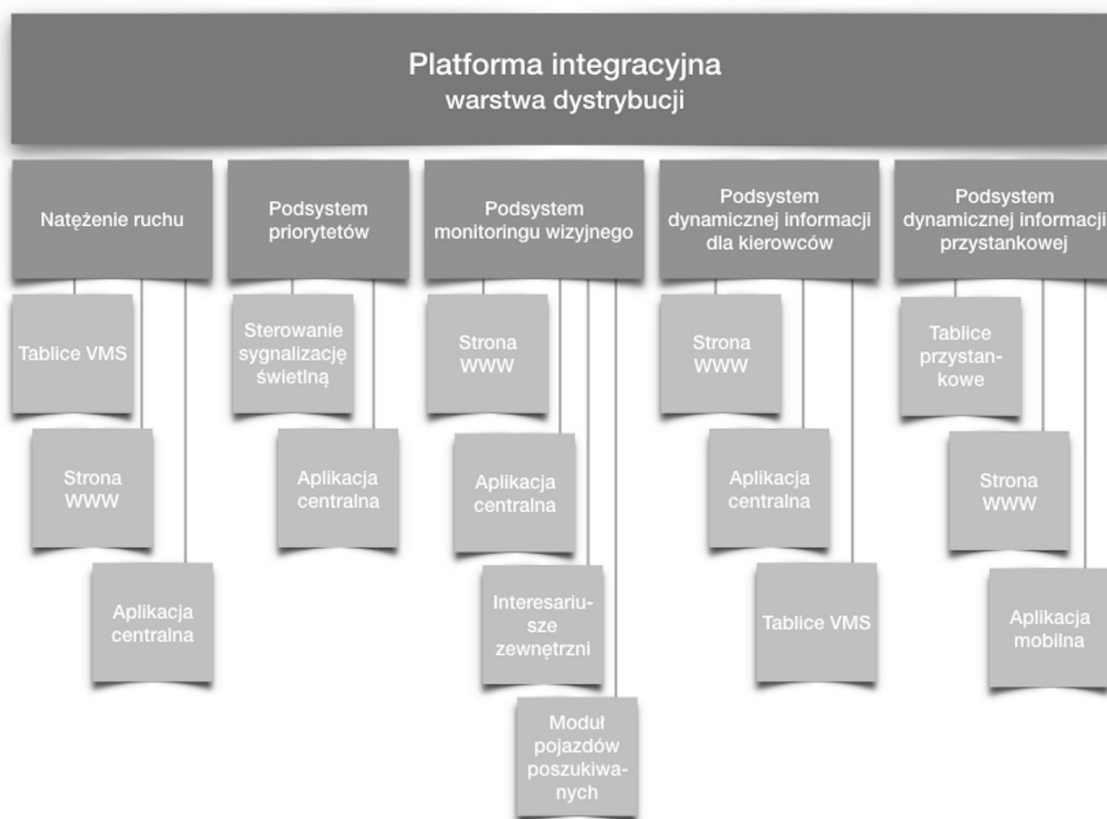 Platforma integracyjna
warstwa dystrybucji
Natężenie ruchu
Podsystem
priorytetów
Podsystem
monitoringu wizyjnego
Podsystem
dynamicznej informacji
dla kierowców
Podsystem
dynamicznej informacji
przystankowej
Tablice VMS
Strona
WWW
Aplikacja
centralna
Sterowanie
sygnalizację
świetlną
Aplikacja
centralna
Strona
WWW
Aplikacja
centralna
Interesariu-
sze
zewnętrzni
Moduł
pojazdów
poszukiwa-
nych
Strona
WWW
Aplikacja
centralna
Tablice VMS
Tablice
przystan-
kowe
Strona
WWW
Aplikacja
mobilna